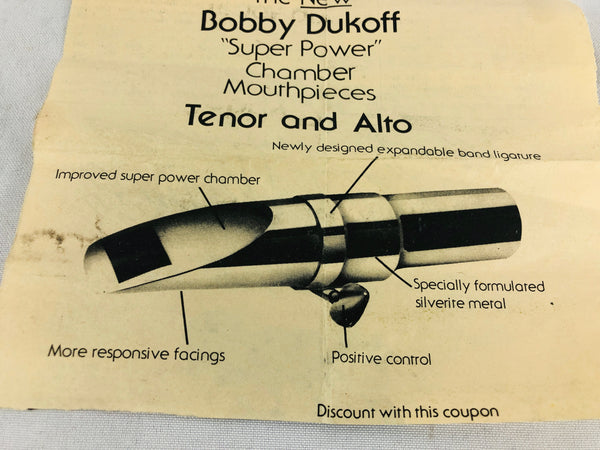 The New
Bobby Dukoff
"Super Power"
Chamber
Mouthpieces
Tenor and Alto
Newly designed expandable band ligature
Improved super power chamber
Specially formulated
silverite metal
More responsive facings
Positive control
Discount with this coupon